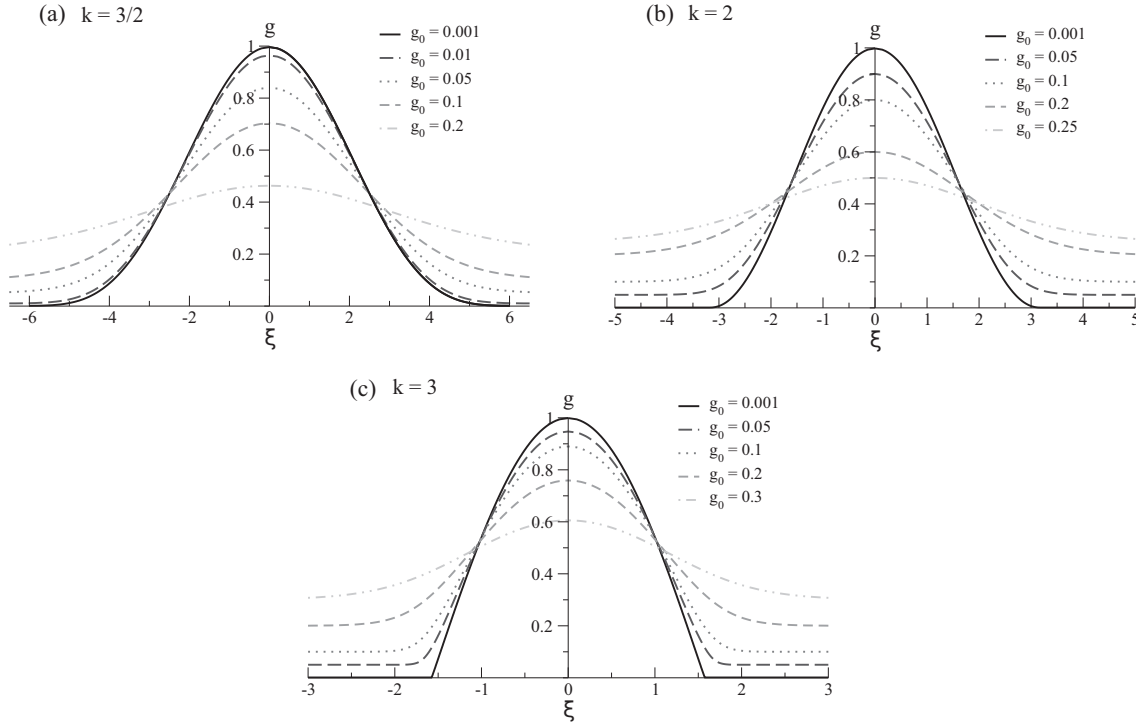 (a) k = 3/2
g
g₀ = 0.001
g₀ = 0.01
g₀ = 0.05
g₀ = 0.1
g₀ = 0.2
1
0.8
0.6
0.4
0.2
-6 -4 -2 0 2 4 6
ξ
(b) k = 2
g
g₀ = 0.001
g₀ = 0.05
g₀ = 0.1
g₀ = 0.2
g₀ = 0.25
1
0.8
0.6
0.4
0.2
-5 -4 -3 -2 -1 0 1 2 3 4 5
ξ
(c) k = 3
g
g₀ = 0.001
g₀ = 0.05
g₀ = 0.1
g₀ = 0.2
g₀ = 0.3
1
0.8
0.6
0.4
0.2
-3 -2 -1 0 1 2 3
ξ